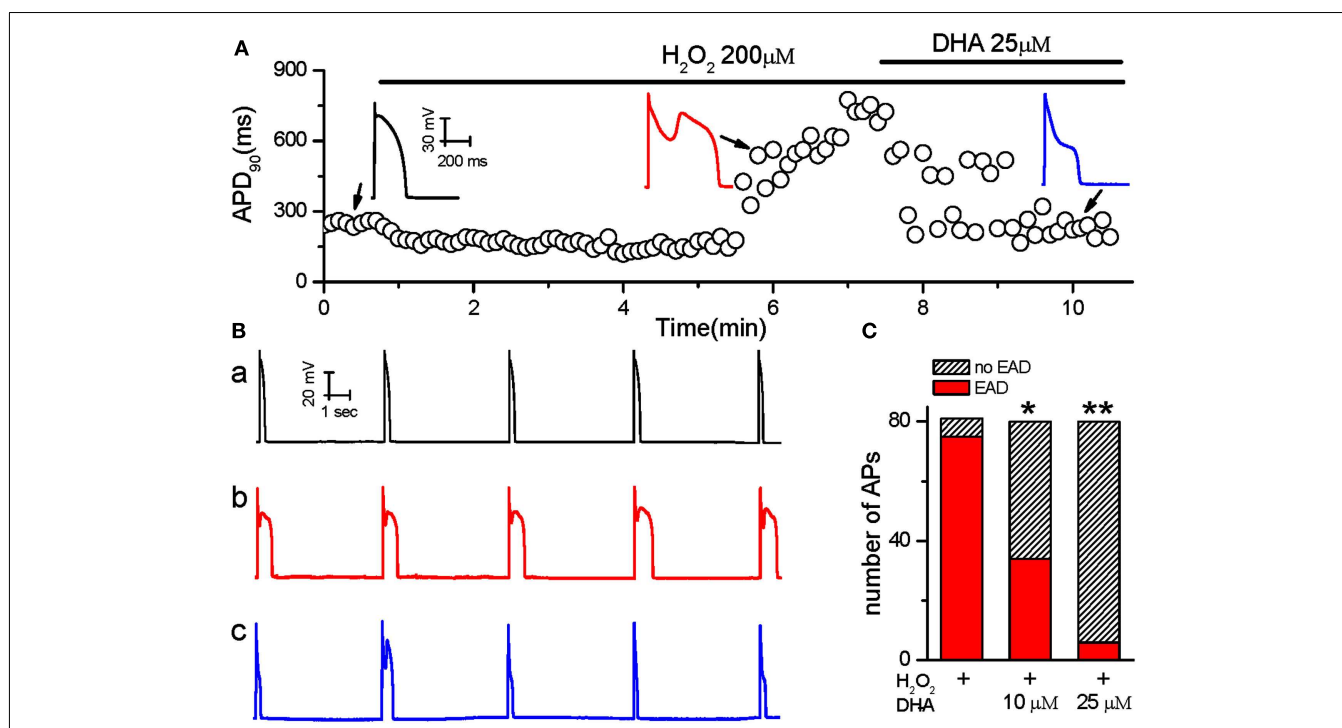 A
H₂O₂ 200μM
DHA 25μM
APD₉₀(ms)
900
600
300
0
30 mV
200 ms
0
2
4
6
8
10
Time(min)
B
a
20 mV
1 sec
b
c
C
no EAD
EAD
number of APs
80
40
0
*
**
H₂O₂ + + +
DHA 10 μM 25 μM